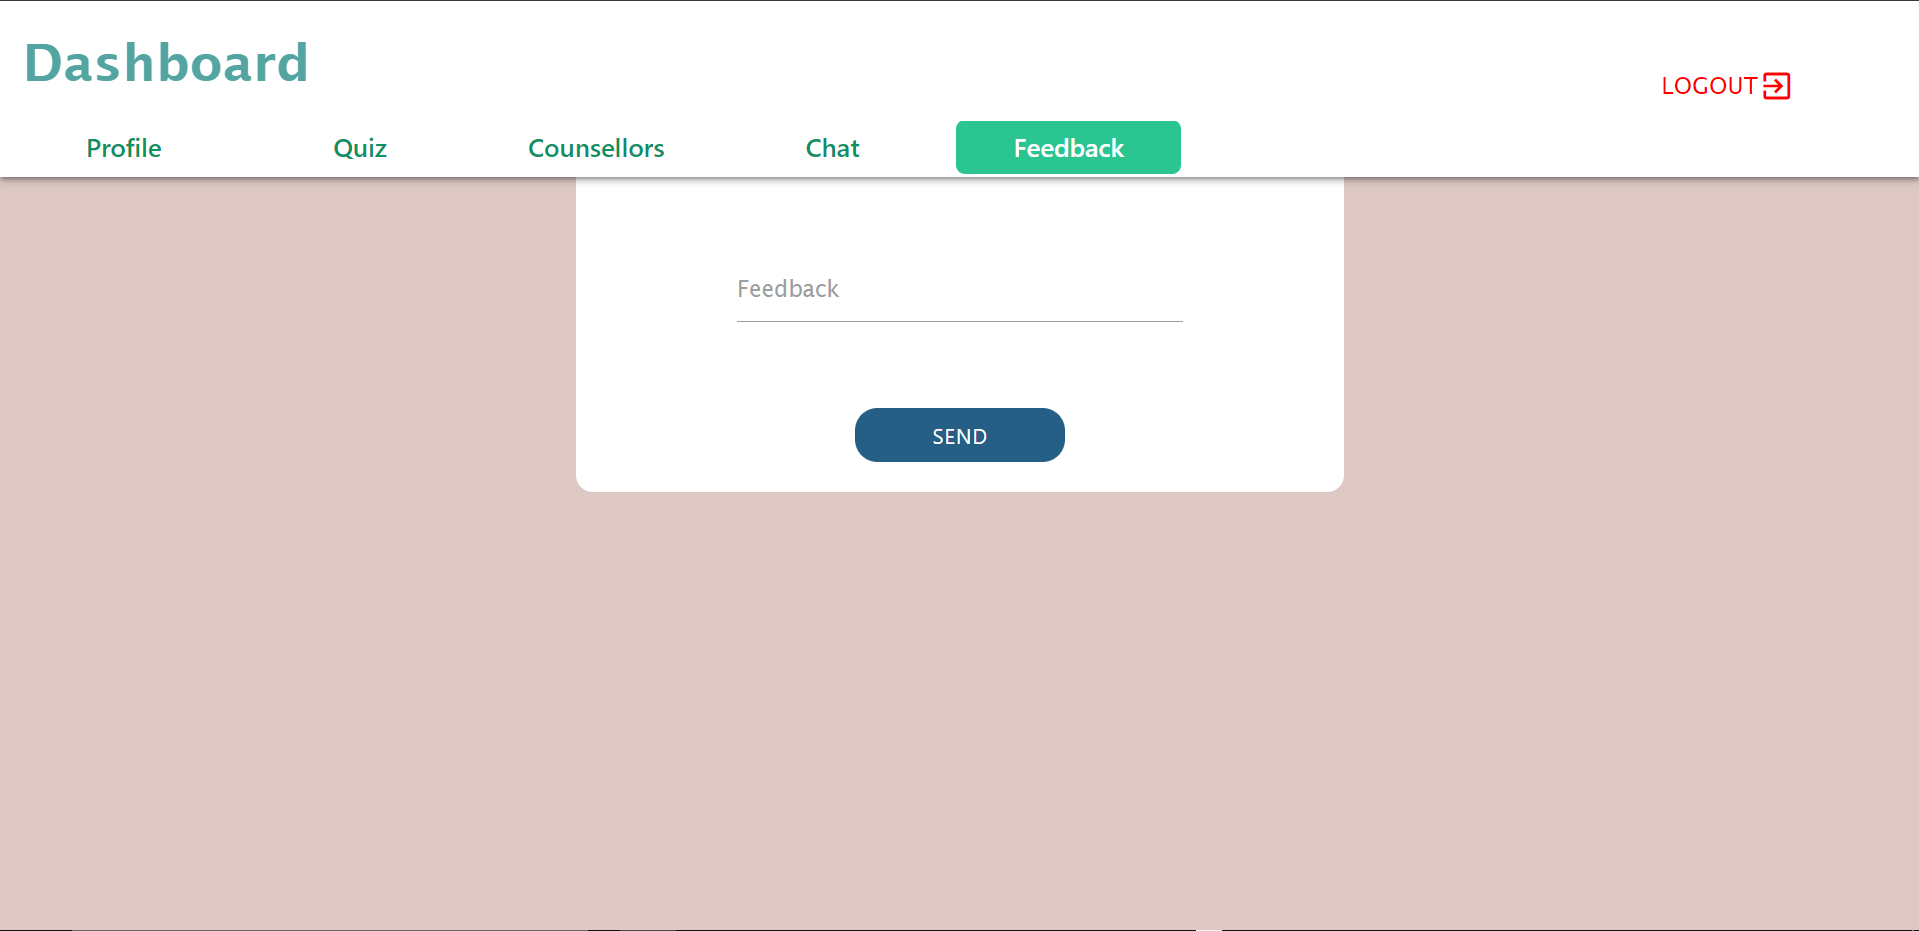 Dashboard
LOGOUT
Profile Quiz Counsellors Chat Feedback
Feedback
SEND